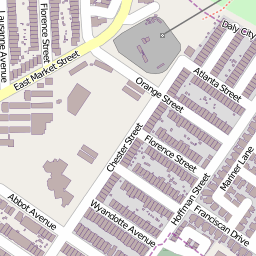 Daly City
Lausanne Avenue
Florence Street
East Market Street
Atlanta Street
Orange Street
Chester Street
Florence Street
Mariner Lane
Hoffman Street
Abbot Avenue
Wyandotte Avenue
Franciscan Drive